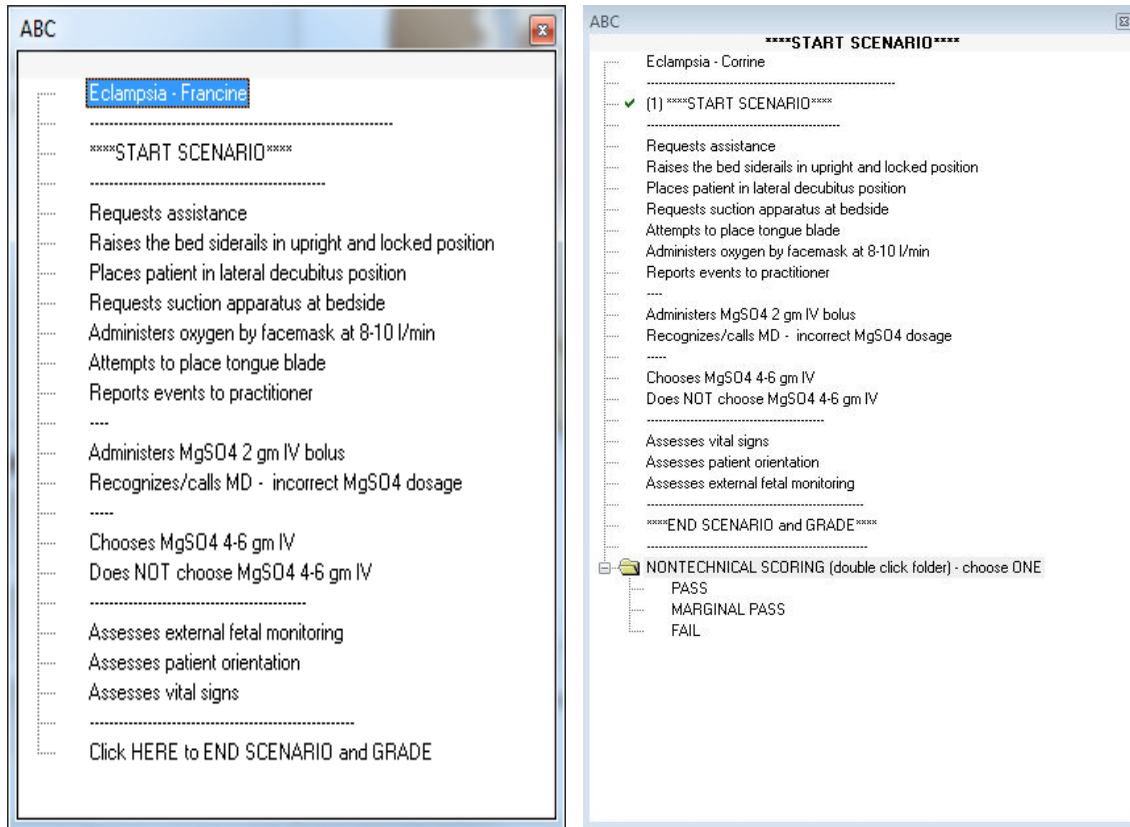 ABC
Eclampsia - Francine
---------------------------------------------------------------
****START SCENARIO****
-------------------------------------------------
Requests assistance
Raises the bed siderails in upright and locked position
Places patient in lateral decubitus position
Requests suction apparatus at bedside
Administers oxygen by facemask at 8-10 l/min
Attempts to place tongue blade
Reports events to practitioner
----
Administers MgSO4 2 gm IV bolus
Recognizes/calls MD - incorrect MgSO4 dosage
-----
Chooses MgSO4 4-6 gm IV
Does NOT choose MgSO4 4-6 gm IV
---------------------------------------------
Assesses external fetal monitoring
Assesses patient orientation
Assesses vital signs
-------------------------------------------------------
Click HERE to END SCENARIO and GRADE
ABC
****START SCENARIO****
Eclampsia - Corrine
---------------------------------------------------------------
(1) ****START SCENARIO****
-------------------------------------------------
Requests assistance
Raises the bed siderails in upright and locked position
Places patient in lateral decubitus position
Requests suction apparatus at bedside
Attempts to place tongue blade
Administers oxygen by facemask at 8-10 l/min
Reports events to practitioner
----
Administers MgSO4 2 gm IV bolus
Recognizes/calls MD - incorrect MgSO4 dosage
-----
Chooses MgSO4 4-6 gm IV
Does NOT choose MgSO4 4-6 gm IV
---------------------------------------------
Assesses vital signs
Assesses patient orientation
Assesses external fetal monitoring
-------------------------------------------------------
****END SCENARIO and GRADE****
--------------------------------------------------------
NONTECHNICAL SCORING (double click folder) - choose ONE
PASS
MARGINAL PASS
FAIL